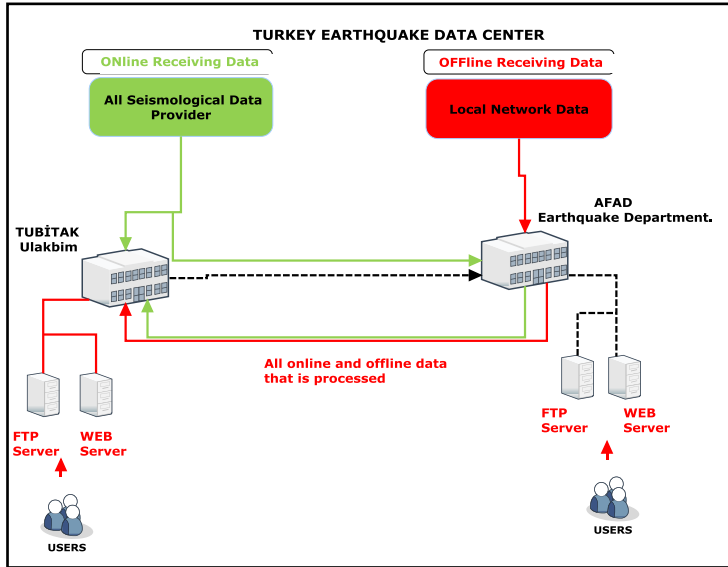 TURKEY EARTHQUAKE DATA CENTER
ONline Receiving Data
OFFline Receiving Data
All Seismological Data
Provider
Local Network Data
TUBİTAK
Ulakbim
AFAD
Earthquake Department.
All online and offline data
that is processed
FTP
Server
WEB
Server
FTP
Server
WEB
Server
USERS
USERS